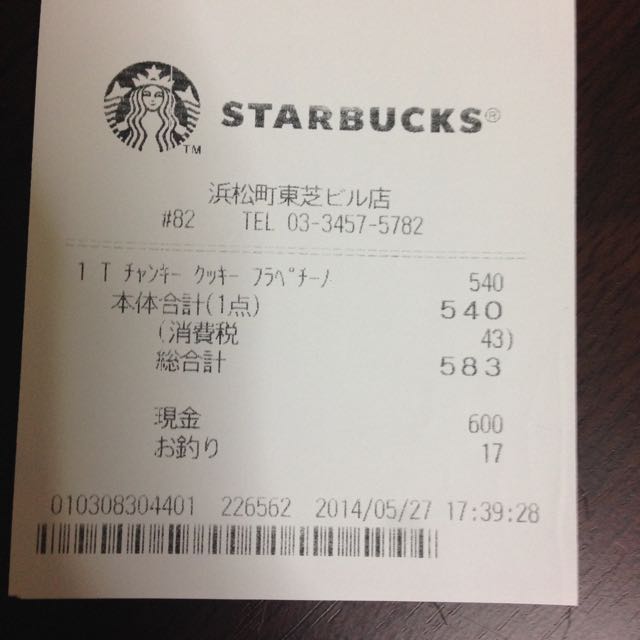 STARBUCKS®
TM
浜松町東芝ビル店
#82 TEL 03-3457-5782
1 T ﾁｬﾝｷｰ ｸｯｷｰ ﾌﾗﾍﾟﾁｰﾉ 540
本体合計(1点) 540
(消費税 43)
総合計 583
現金 600
お釣り 17
010308304401 226562 2014/05/27 17:39:28